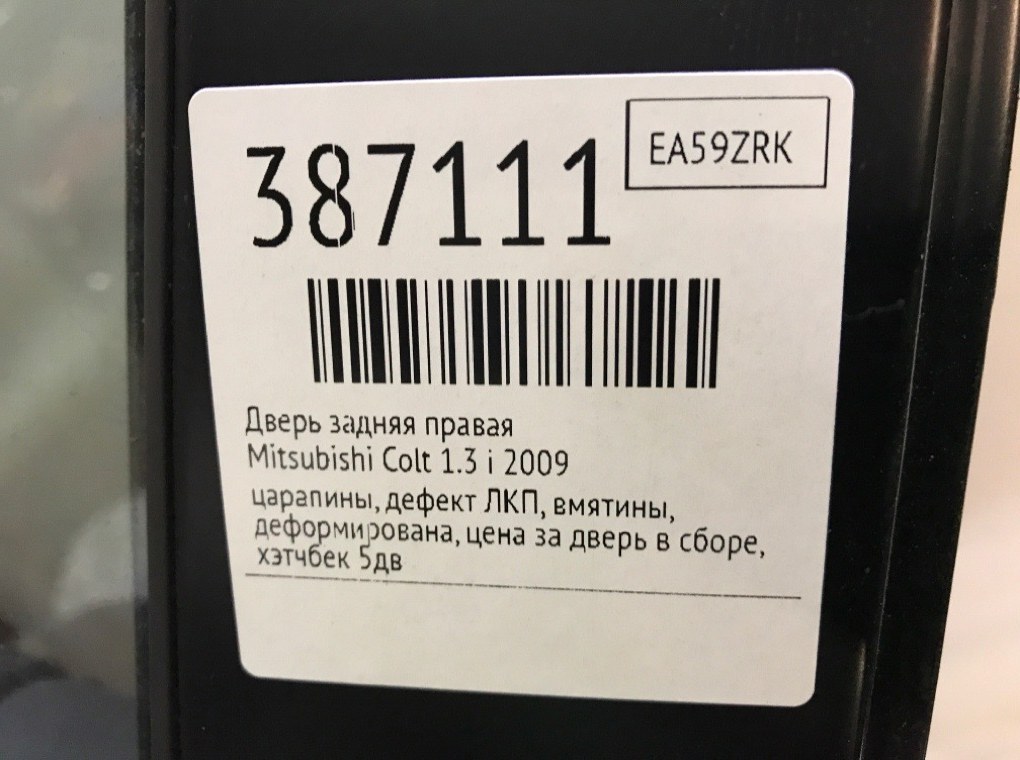 387111
EA59ZRK
Дверь задняя правая
Mitsubishi Colt 1.3 i 2009
царапины, дефект ЛКП, вмятины,
деформирована, цена за дверь в сборе,
хэтчбек 5дв